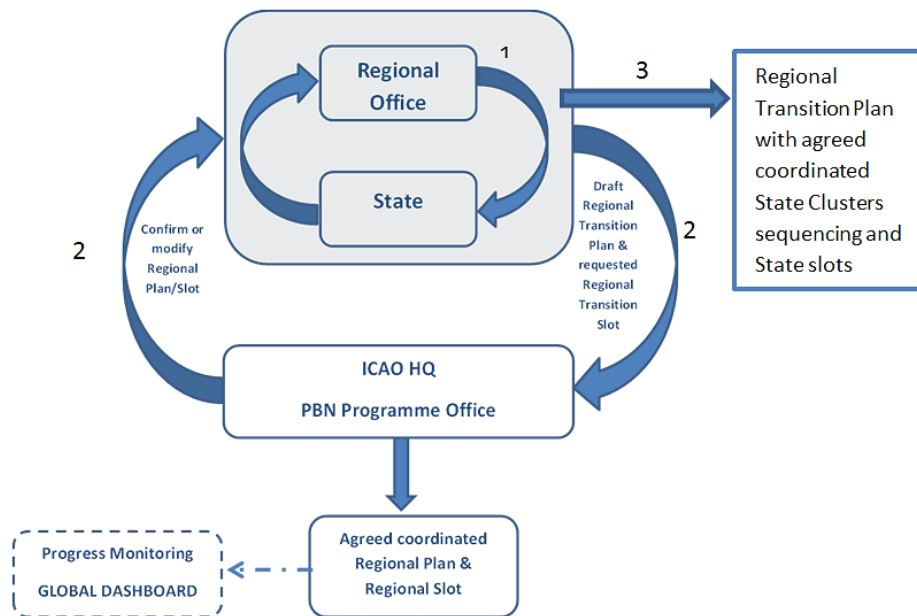 Regional
Office
1
State
3
Regional
Transition Plan
with agreed
coordinated
State Clusters
sequencing and
State slots
2
Confirm or
modify
Regional
Plan/Slot
Draft
Regional
Transition
Plan &
requested
Regional
Transition
Slot
2
ICAO HQ
PBN Programme Office
Agreed coordinated
Regional Plan &
Regional Slot
Progress Monitoring
GLOBAL DASHBOARD